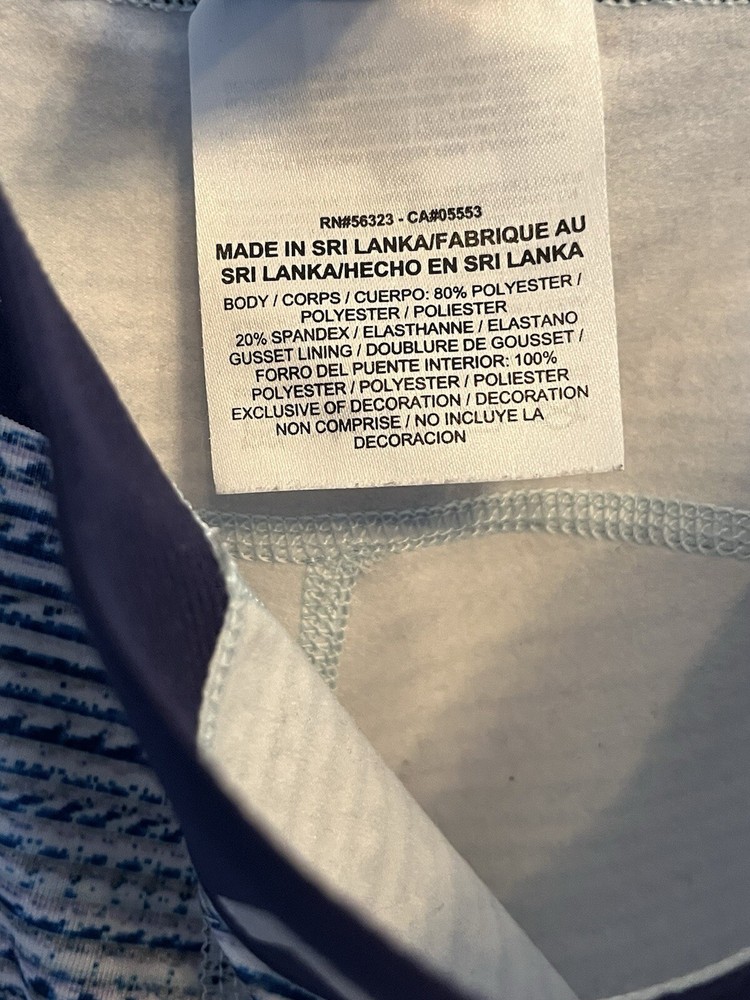 RN#56323 - CA#05553
MADE IN SRI LANKA/FABRIQUE AU
SRI LANKA/HECHO EN SRI LANKA
BODY / CORPS / CUERPO: 80% POLYESTER /
POLYESTER / POLIESTER
20% SPANDEX / ELASTHANNE / ELASTANO
GUSSET LINING / DOUBLURE DE GOUSSET /
FORRO DEL PUENTE INTERIOR: 100%
POLYESTER / POLYESTER / POLIESTER
EXCLUSIVE OF DECORATION / DECORATION
NON COMPRISE / NO INCLUYE LA
DECORACION